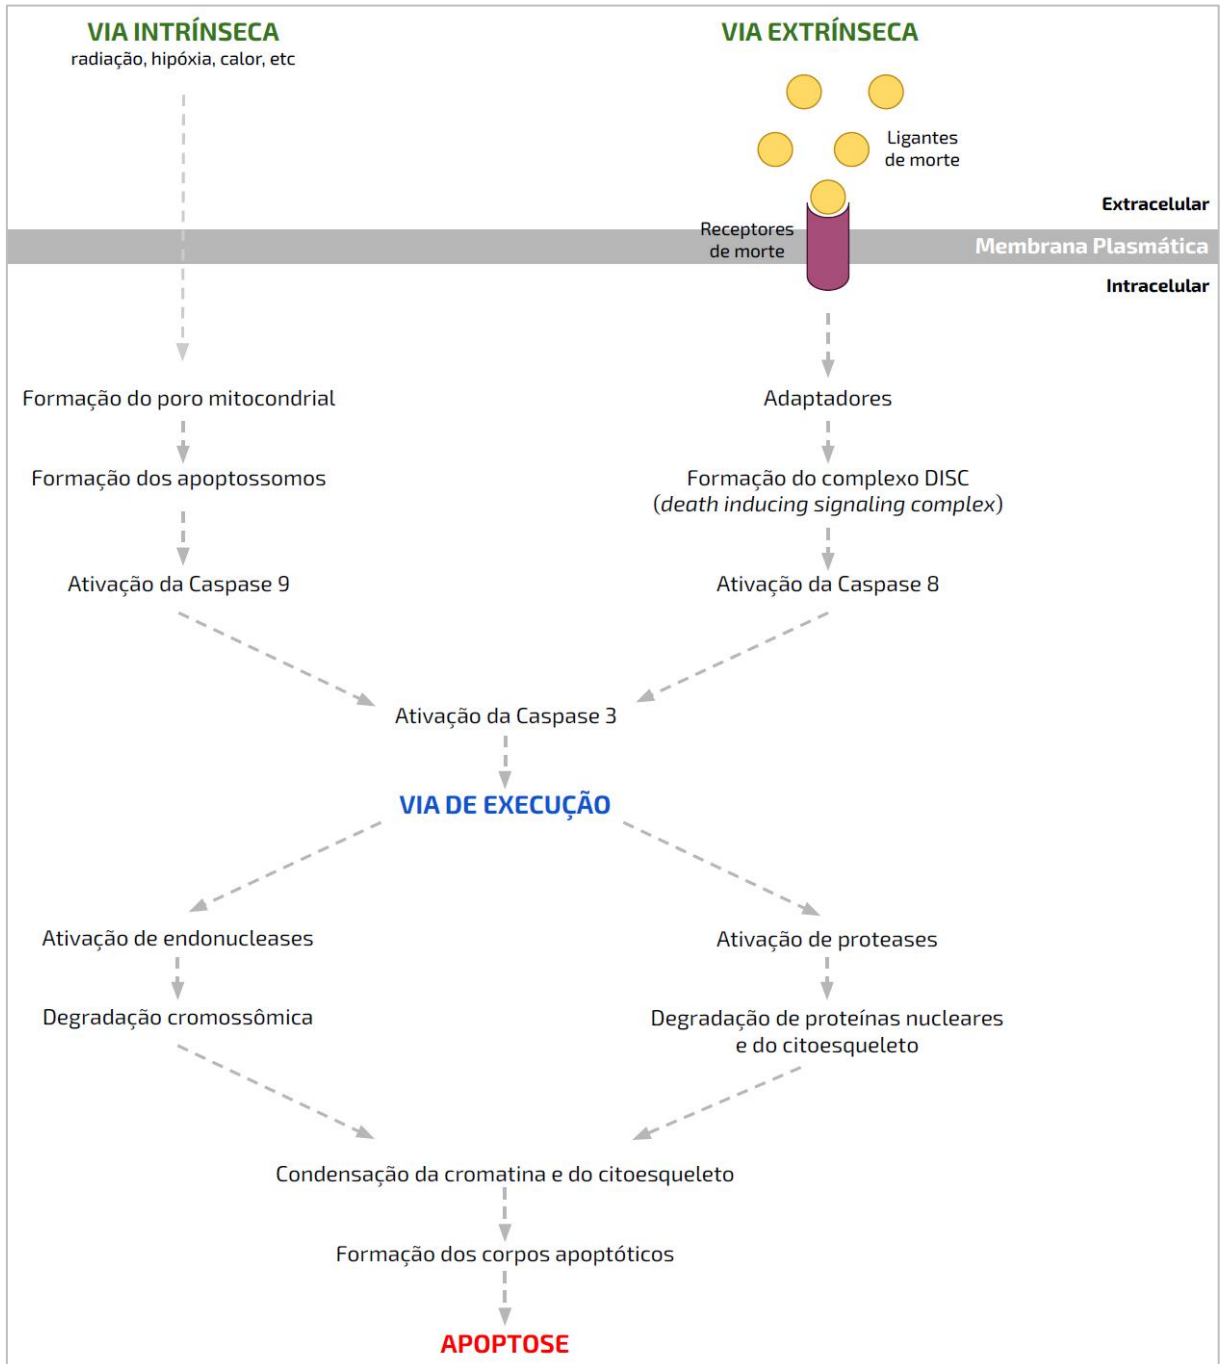 VIA INTRÍNSECA
radiação, hipóxia, calor, etc
VIA EXTRÍNSECA
Ligantes
de morte
Extracelular
Receptores
de morte
Membrana Plasmática
Intracelular
Formação do poro mitocondrial
Adaptadores
Formação dos apoptossomos
Formação do complexo DISC
(death inducing signaling complex)
Ativação da Caspase 9
Ativação da Caspase 8
Ativação da Caspase 3
VIA DE EXECUÇÃO
Ativação de endonucleases
Ativação de proteases
Degradação cromossômica
Degradação de proteínas nucleares
e do citoesqueleto
Condensação da cromatina e do citoesqueleto
Formação dos corpos apoptóticos
APOPTOSE